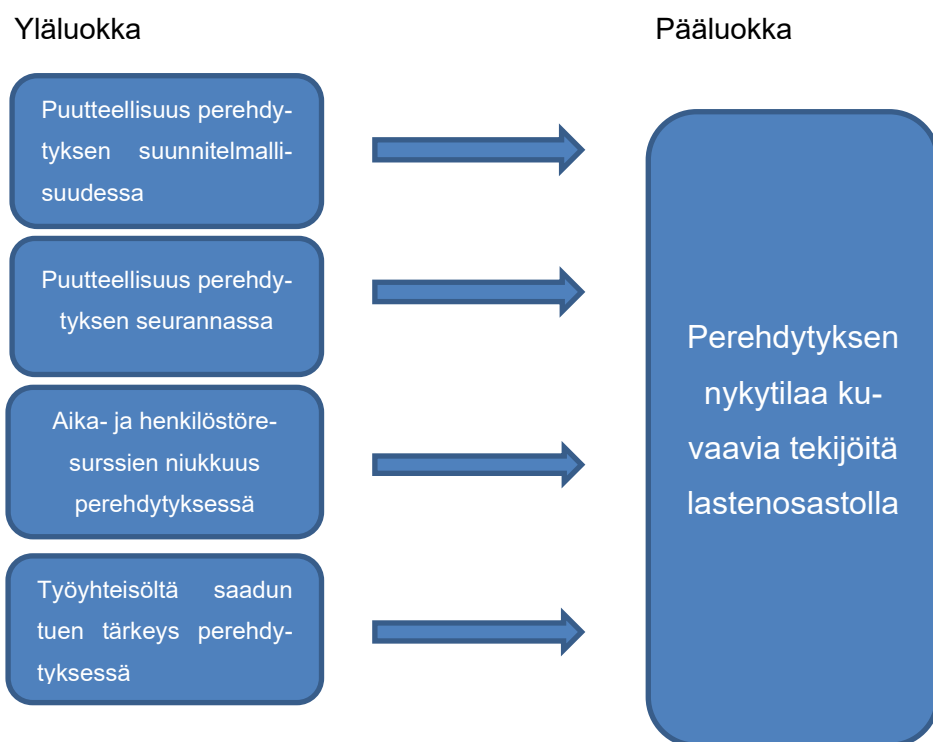 Yläluokka
Pääluokka
Puutteellisuus perehdy-
tyksen suunnitelmalli-
suudessa
Puutteellisuus perehdy-
tyksen seurannassa
Aika- ja henkilöstöre-
surssien niukkuus
perehdytyksessä
Työyhteisöltä saadun
tuen tärkeys perehdy-
tyksessä
Perehdytyksen
nykytilaa ku-
vaavia tekijöitä
lastenosastolla